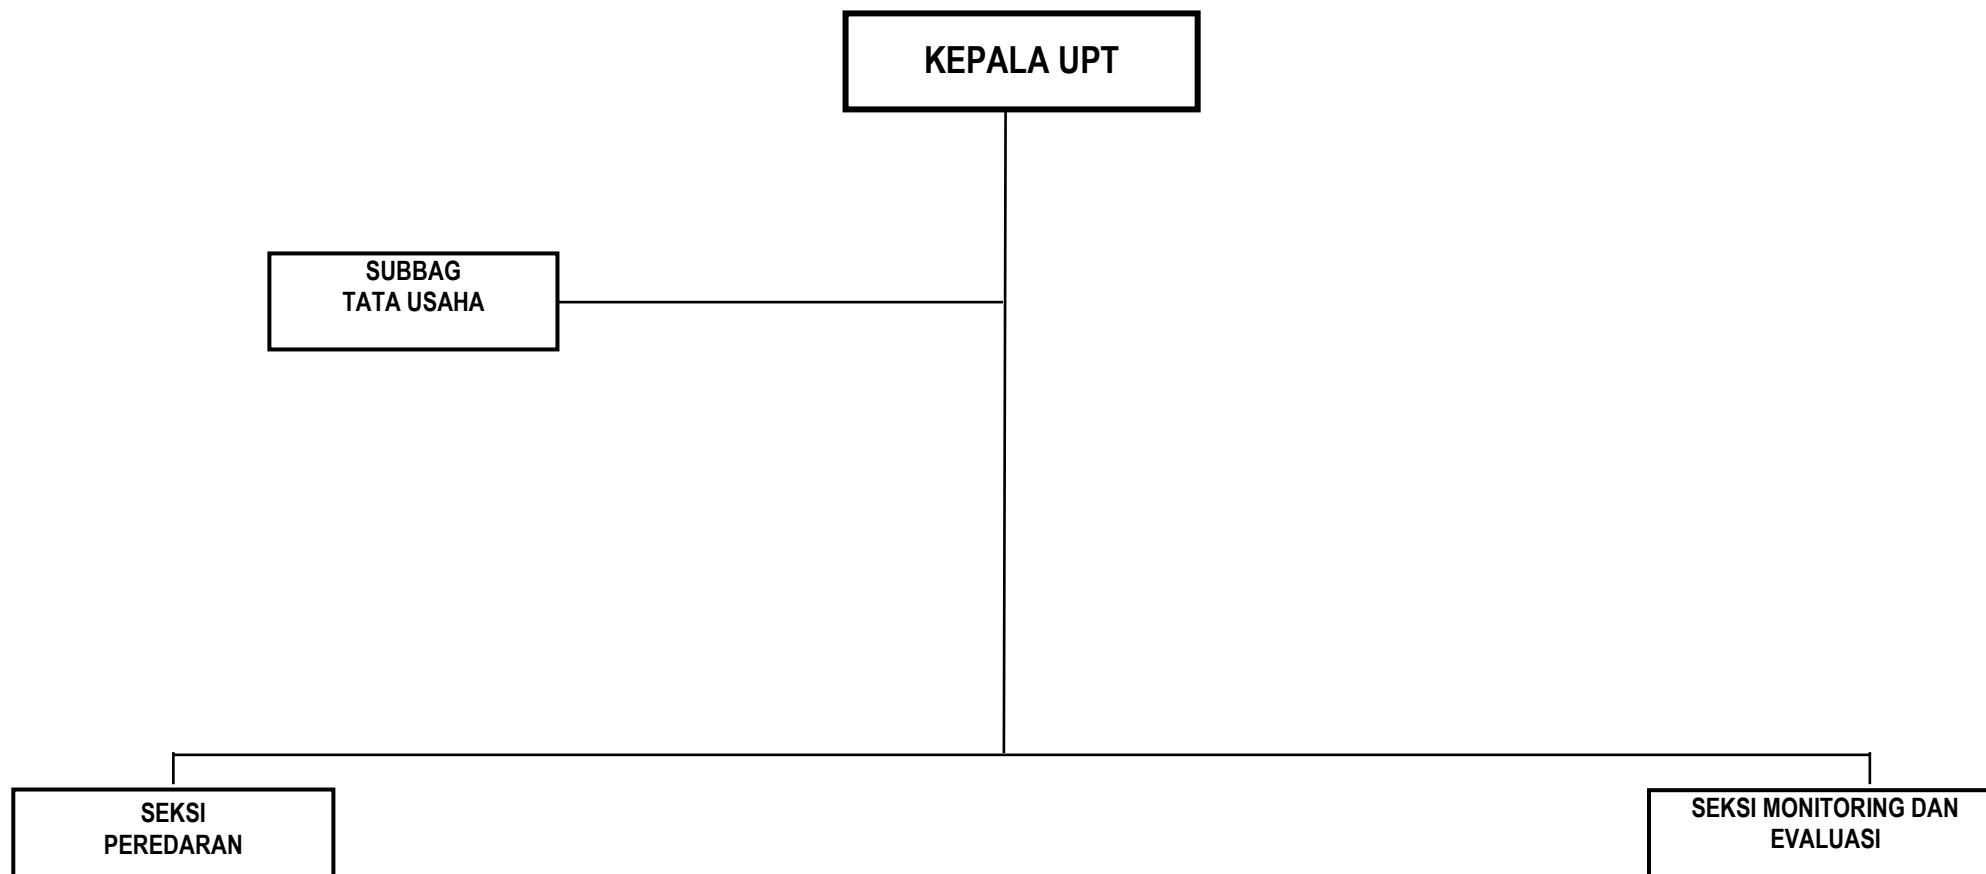 KEPALA UPT
SUBBAG
TATA USAHA
SEKSI
PEREDARAN
SEKSI MONITORING DAN
EVALUASI